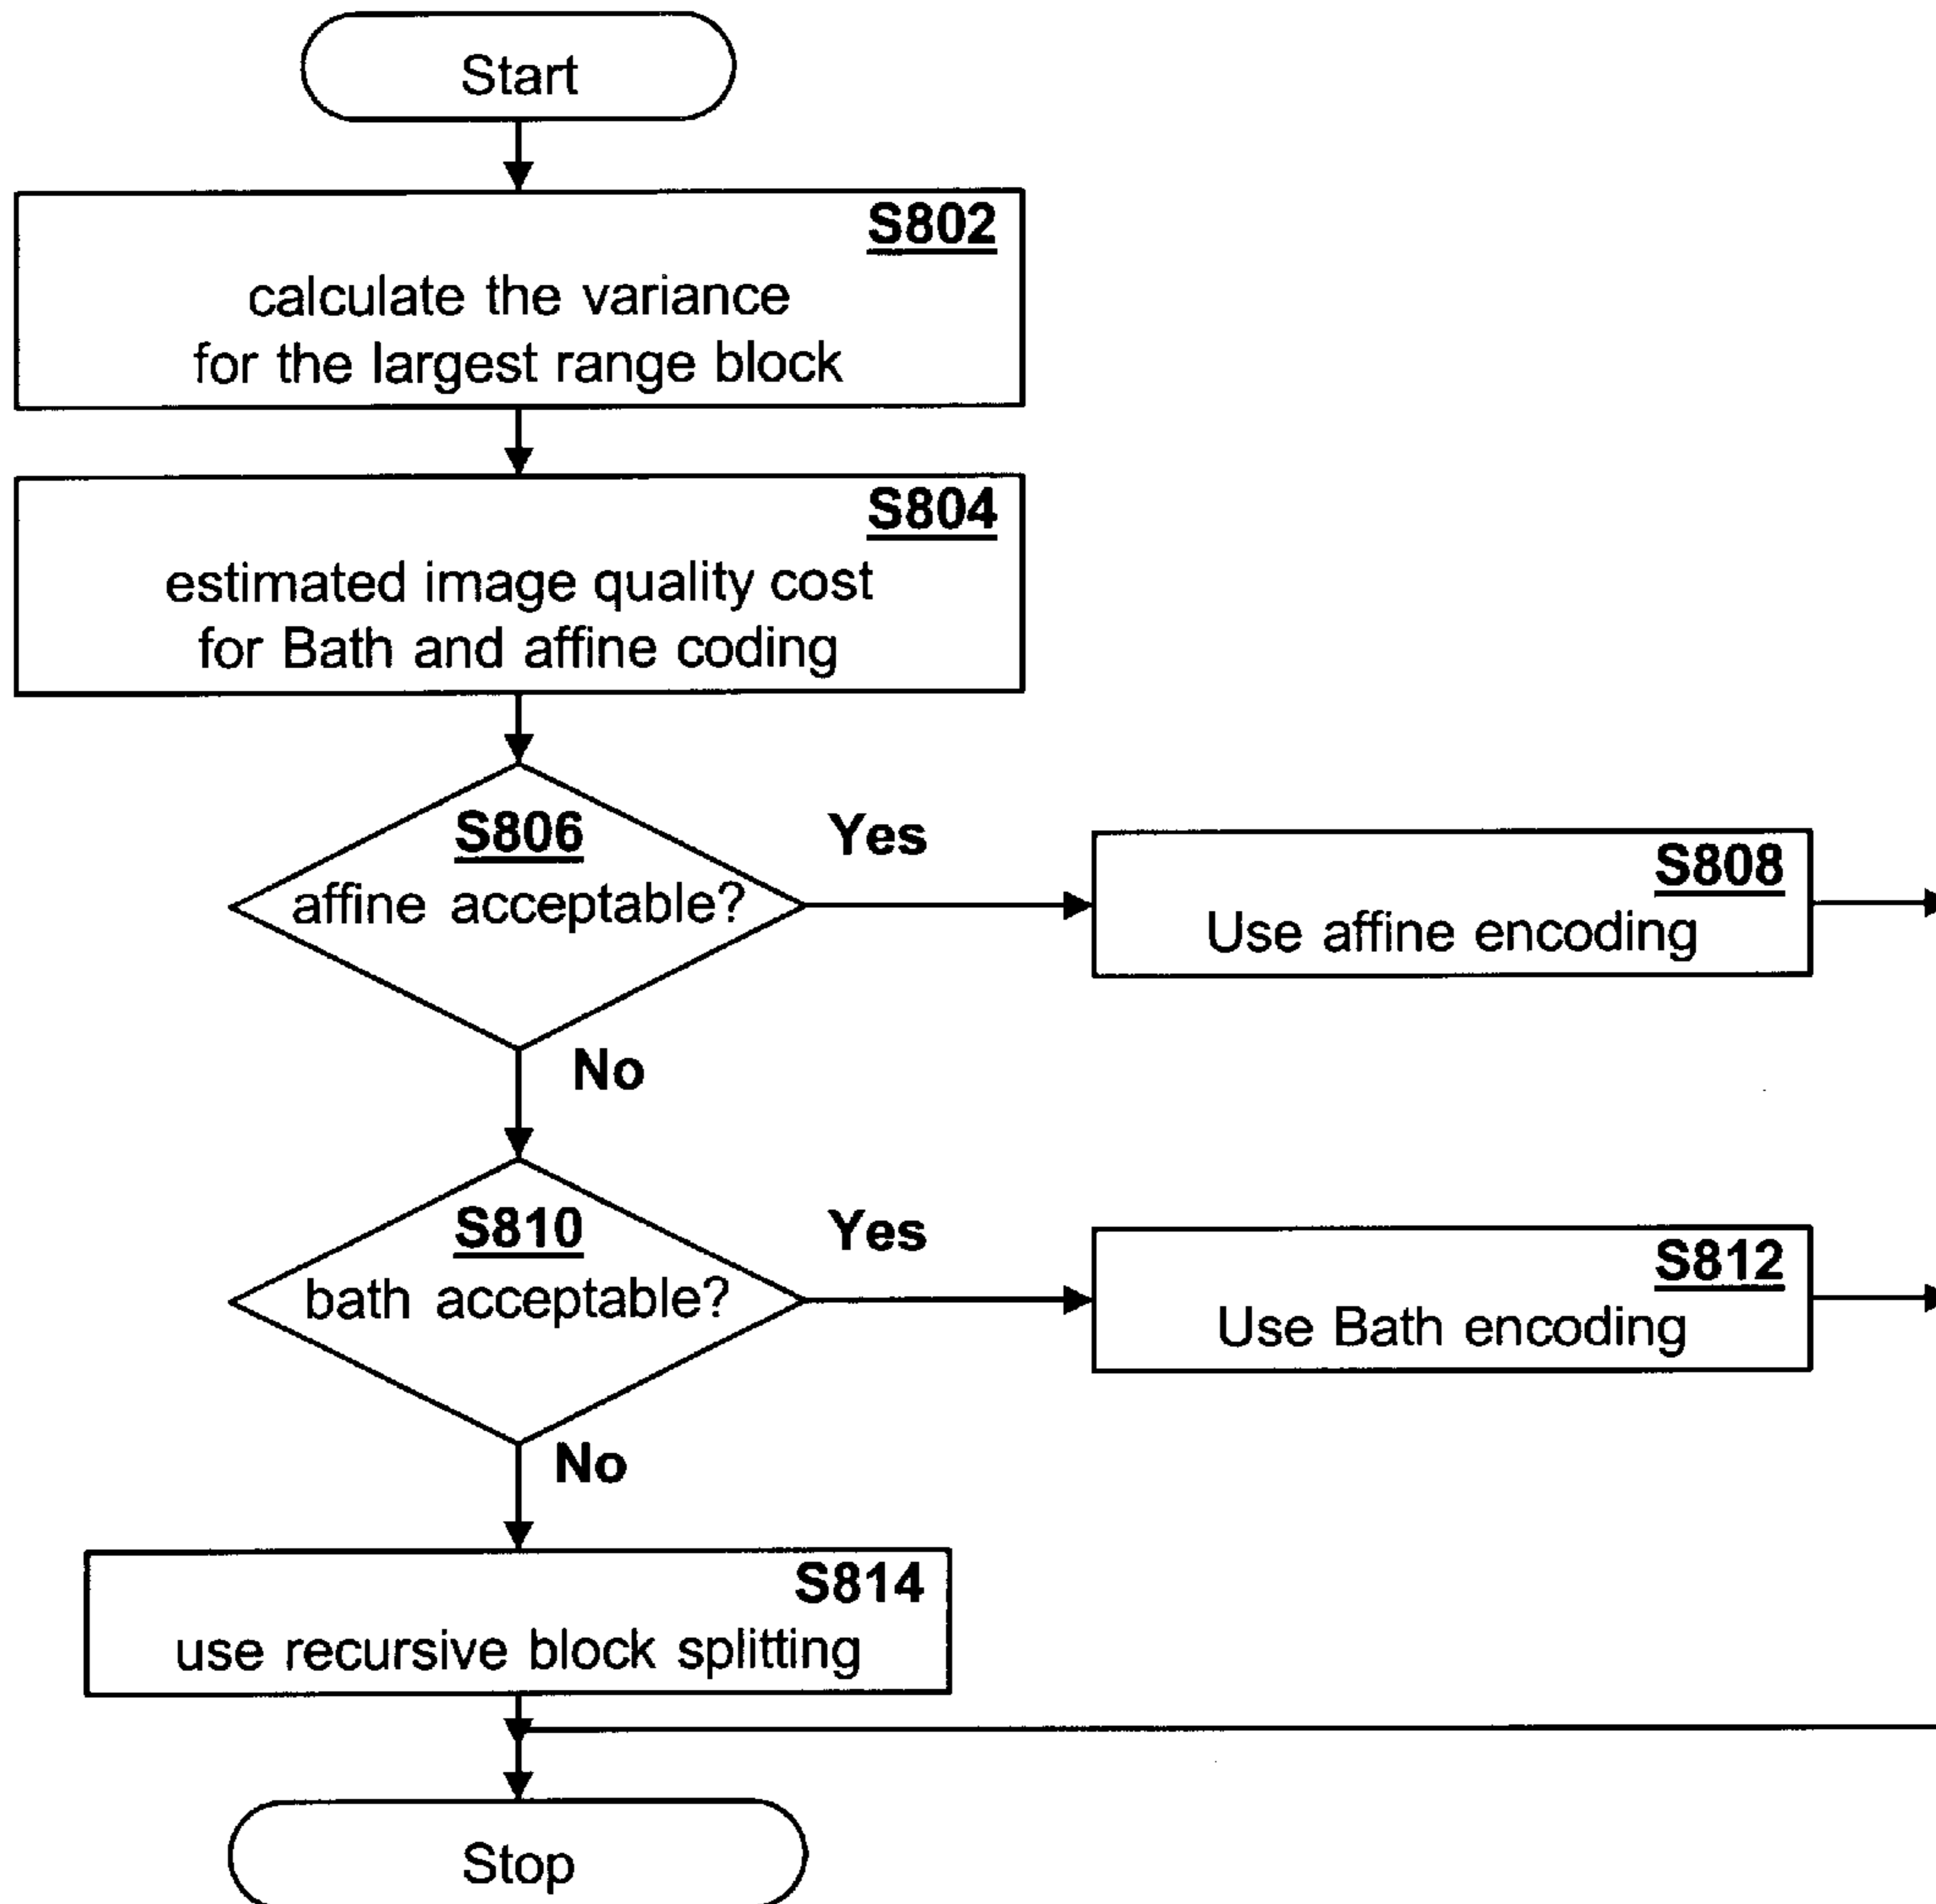 Start
S802
calculate the variance
for the largest range block
S804
estimated image quality cost
for Bath and affine coding
S806
affine acceptable?
Yes
S808
Use affine encoding
No
S810
bath acceptable?
Yes
S812
Use Bath encoding
No
S814
use recursive block splitting
Stop